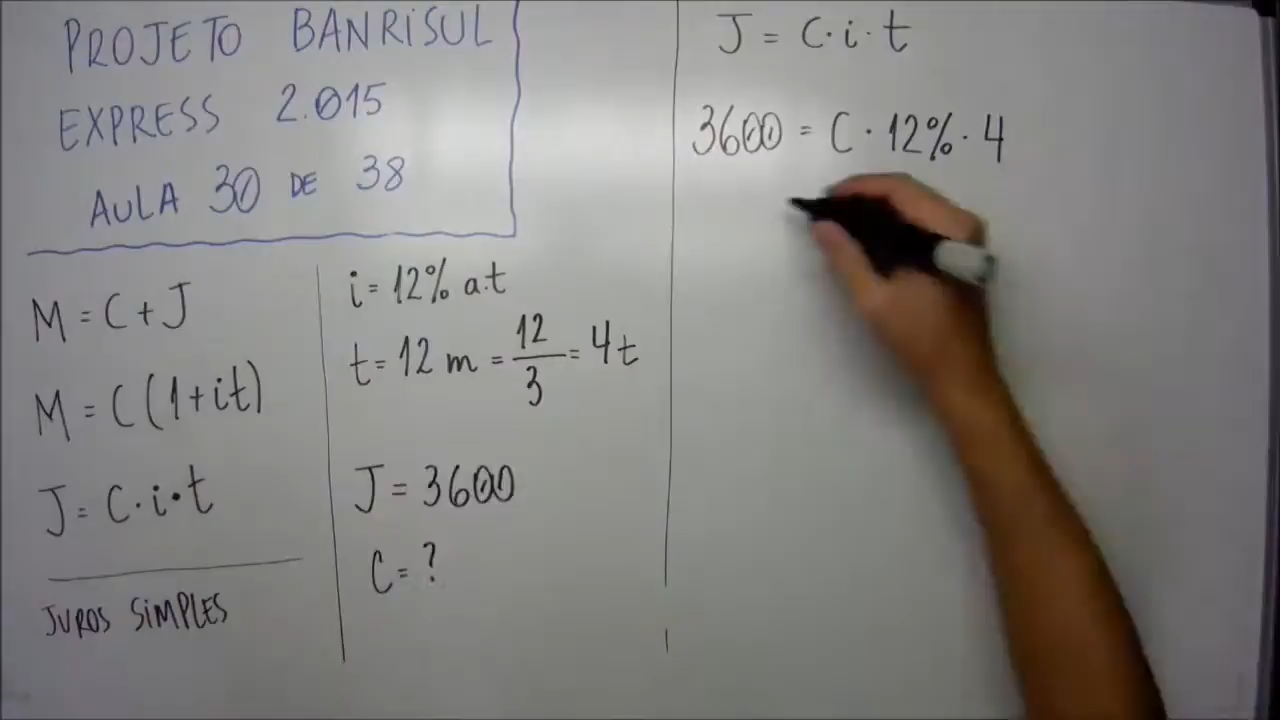 PROJETO BANRISUL
EXPRESS 2.015
AULA 30 DE 38
M = C + J
M = C (1+it)
J = C·i·t
JUROS SIMPLES
i = 12% a.t
t = 12 m = 12/3 = 4t
J = 3600
C = ?
J = C·i·t
3600 = C · 12% · 4